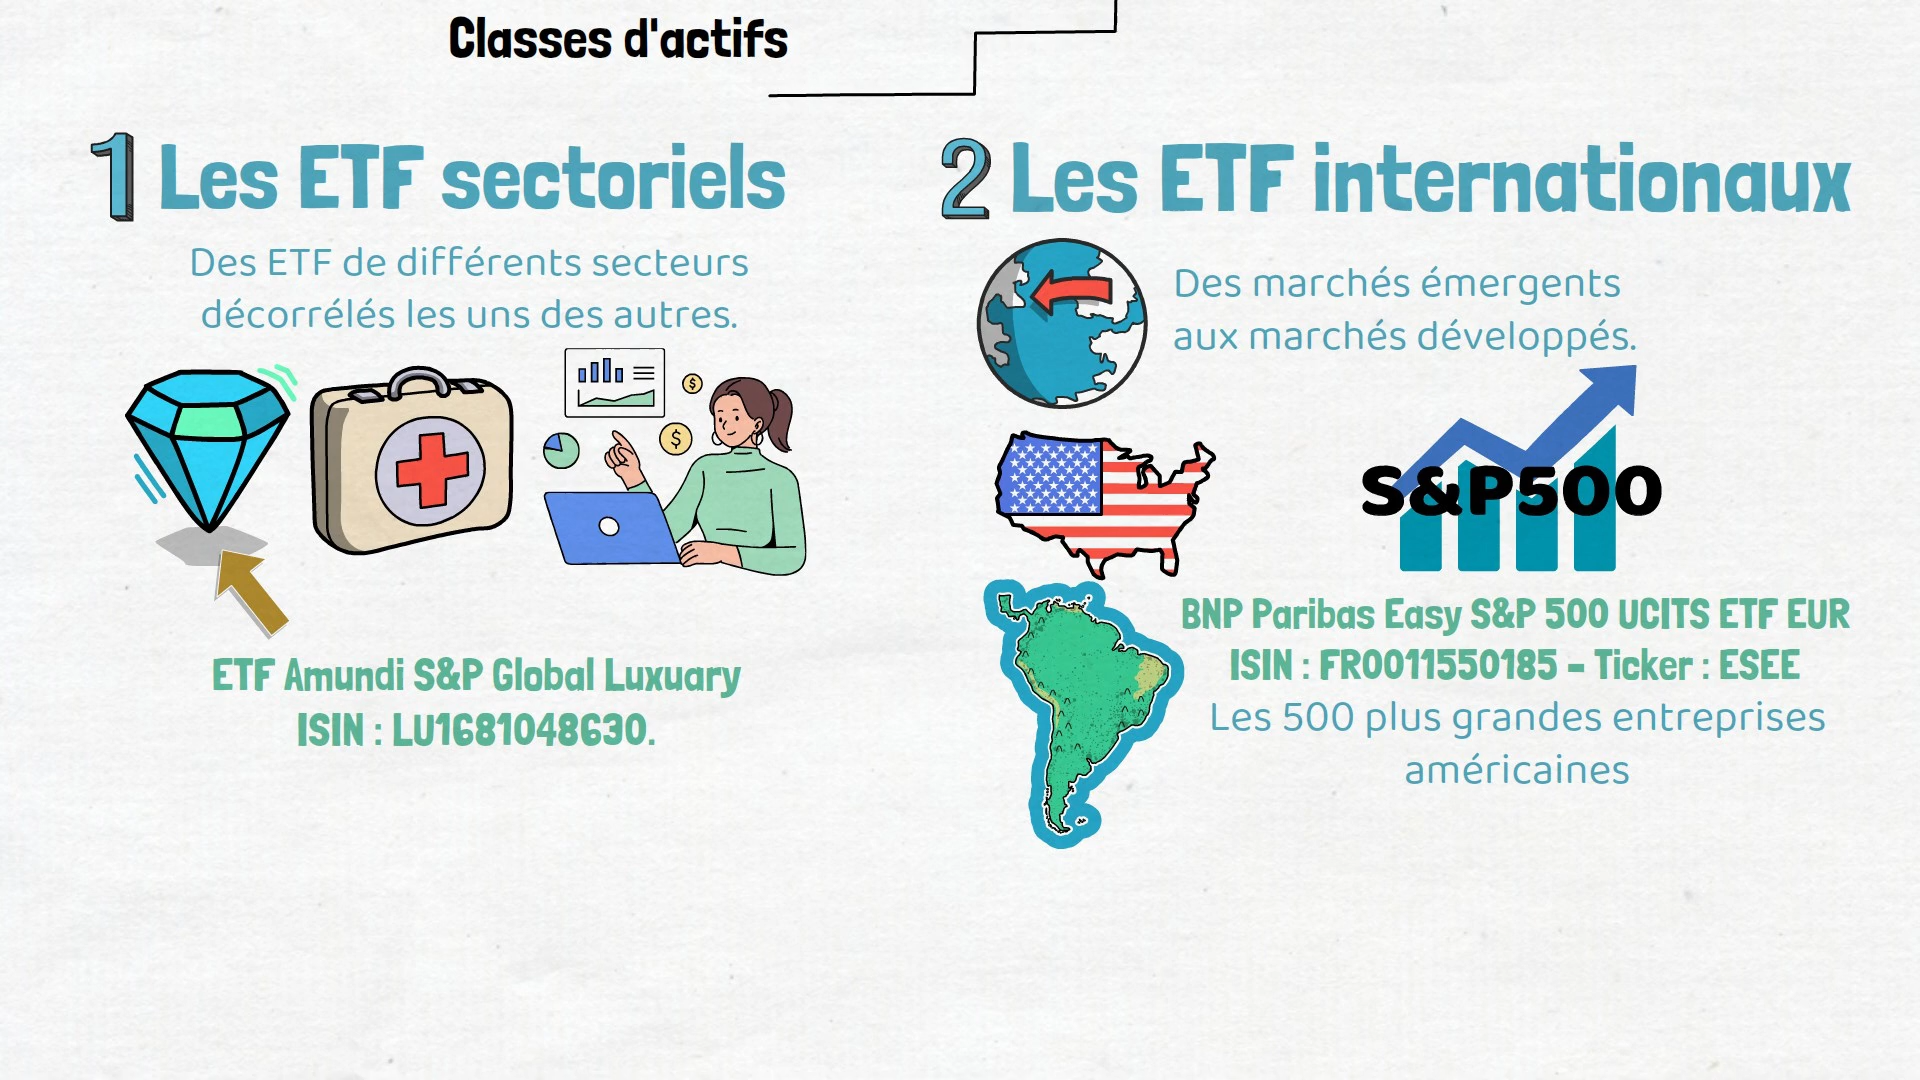 Classes d'actifs
1 Les ETF sectoriels
Des ETF de différents secteurs
décorrélés les uns des autres.
$
$
ETF Amundi S&P Global Luxuary
ISIN : LU1681048630.
2 Les ETF internationaux
Des marchés émergents
aux marchés développés.
S&P500
BNP Paribas Easy S&P 500 UCITS ETF EUR
ISIN : FR0011550185 - Ticker : ESEE
Les 500 plus grandes entreprises
américaines